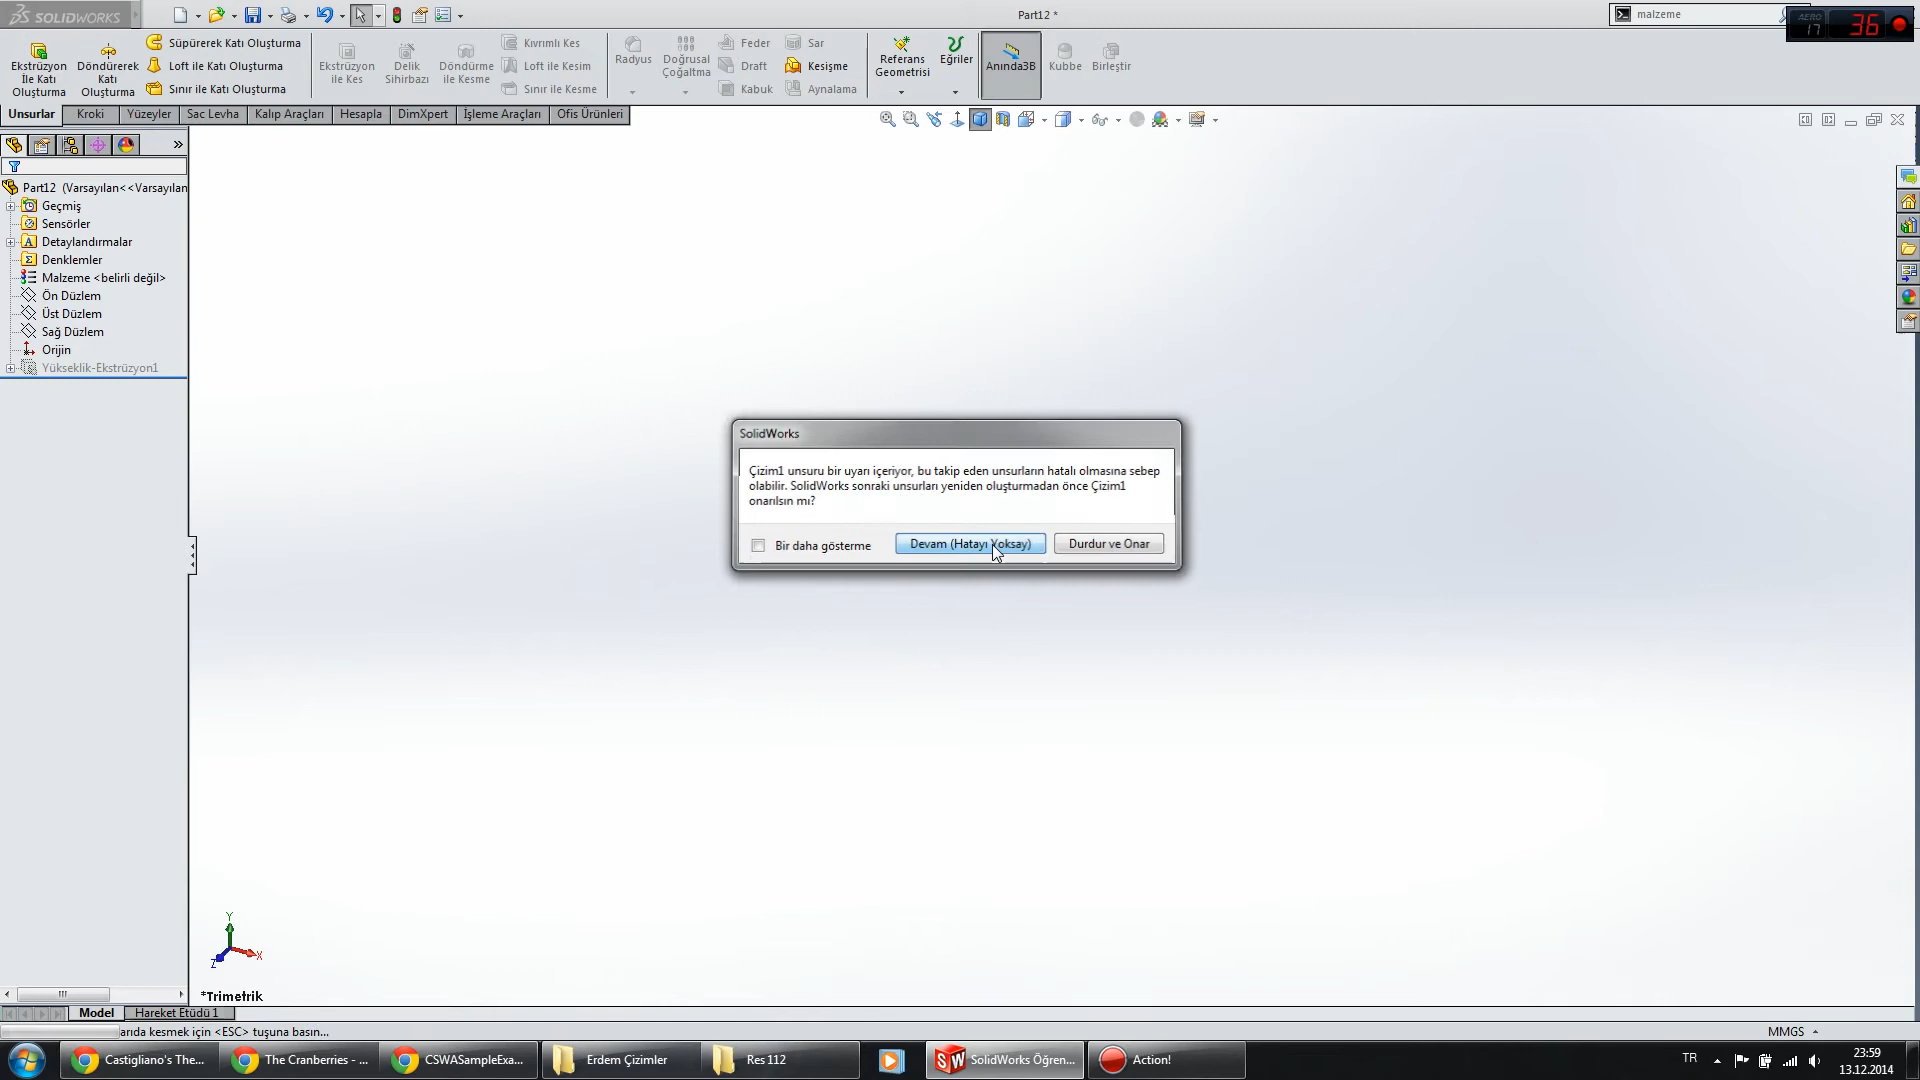 SOLIDWORKS
Part12 *
malzeme
AERO
17
36
Ekstrüzyon İle Katı Oluşturma
Döndürerek Katı Oluşturma
Süpürerek Katı Oluşturma
Loft ile Katı Oluşturma
Sınır ile Katı Oluşturma
Ekstrüzyon ile Kes
Delik Sihirbazı
Döndürme ile Kesme
Kıvrımlı Kes
Loft ile Kesim
Sınır ile Kesme
Radyus
Doğrusal Çoğaltma
Feder
Draft
Kabuk
Sar
Kesişme
Aynalama
Referans Geometrisi
Eğriler
Anında3B
Kubbe
Birleştir
Unsurlar
Kroki
Yüzeyler
Sac Levha
Kalıp Araçları
Hesapla
DimXpert
İşleme Araçları
Ofis Ürünleri
Part12 (Varsayılan<<Varsayılan
Geçmiş
Sensörler
Detaylandırmalar
Denklemler
Malzeme <belirli değil>
Ön Düzlem
Üst Düzlem
Sağ Düzlem
Orijin
Yükseklik-Ekstrüzyon1
SolidWorks
Çizim1 unsuru bir uyarı içeriyor, bu takip eden unsurların hatalı olmasına sebep
olabilir. SolidWorks sonraki unsurları yeniden oluşturmadan önce Çizim1
onarılsın mı?
Bir daha gösterme
Devam (Hatayı Yoksay)
Durdur ve Onar
Y
X
Z
*Trimetrik
Model
Hareket Etüdü 1
arıda kesmek için <ESC> tuşuna basın...
MMGS
Castigliano's The...
The Cranberries - ...
CSWASampleExa...
Erdem Çizimler
Res 112
SolidWorks Öğren...
Action!
TR
23:59
13.12.2014